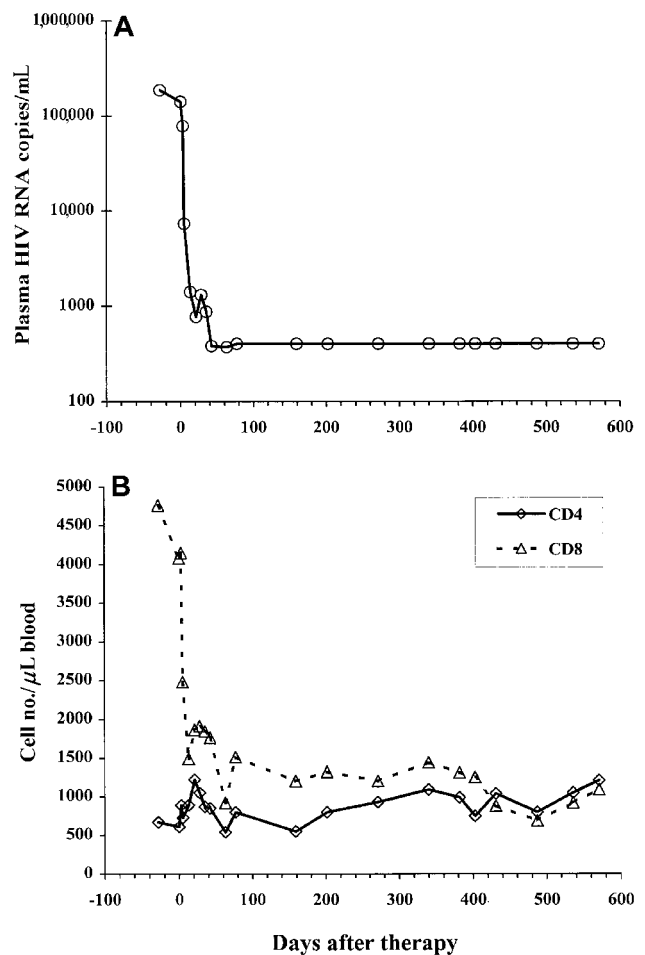 A
Plasma HIV RNA copies/mL
1,000,000
100,000
10,000
1000
100
-100 0 100 200 300 400 500 600
B
Cell no./μL blood
5000
4500
4000
3500
3000
2500
2000
1500
1000
500
0
CD4
CD8
-100 0 100 200 300 400 500 600
Days after therapy